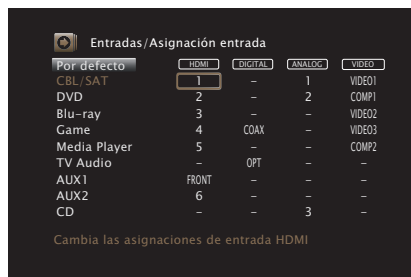 Entradas/Asignación entrada
Por defecto HDMI DIGITAL ANALOG VIDEO
CBL/SAT 1 – 1 VIDEO1
DVD 2 – 2 COMP1
Blu-ray 3 – – VIDEO2
Game 4 COAX – VIDEO3
Media Player 5 – – COMP2
TV Audio – OPT – –
AUX1 FRONT – – –
AUX2 6 – – –
CD – – 3 –
Cambia las asignaciones de entrada HDMI